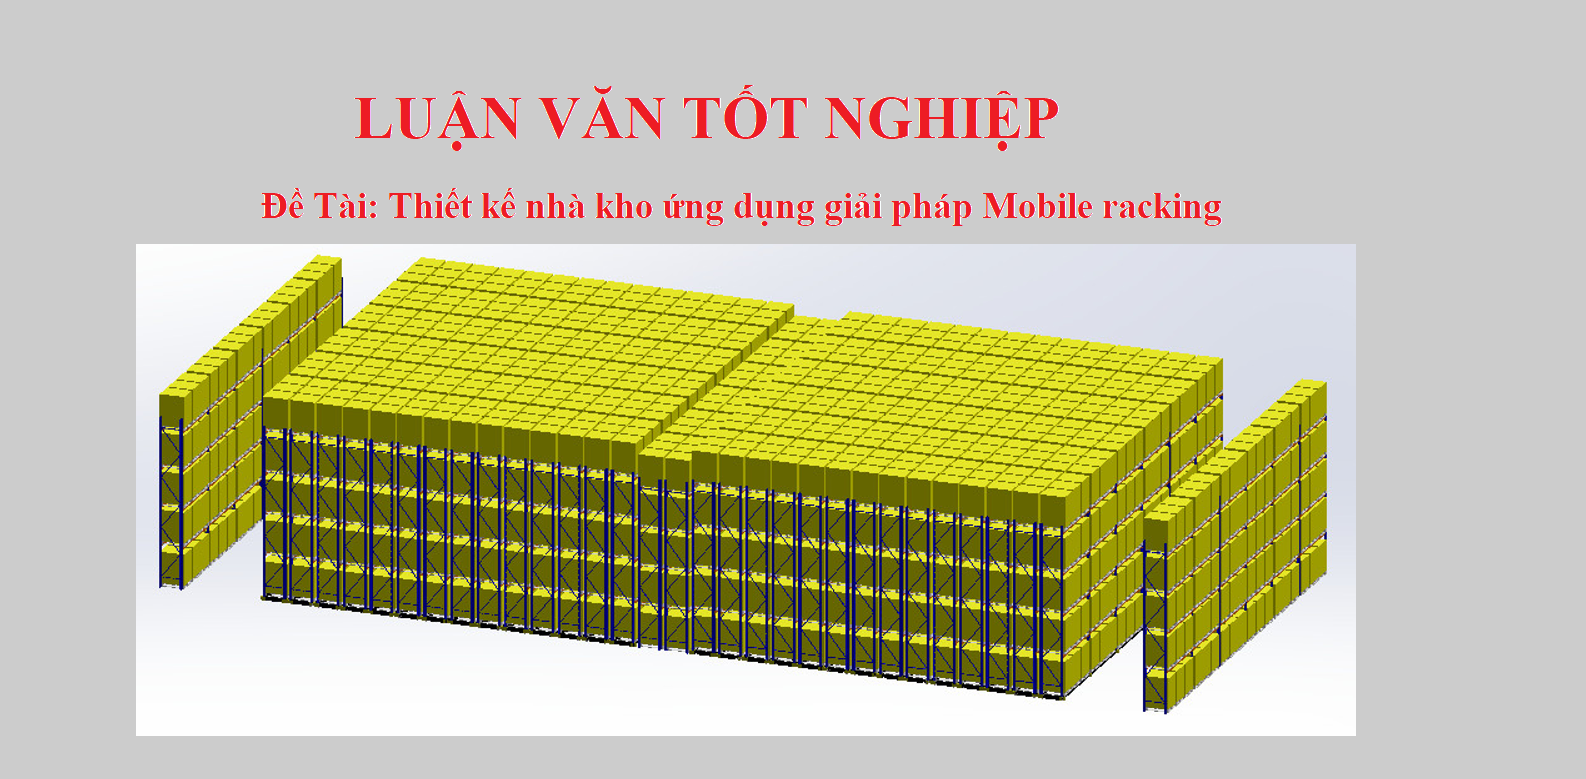 LUẬN VĂN TỐT NGHIỆP
Đề Tài: Thiết kế nhà kho ứng dụng giải pháp Mobile racking